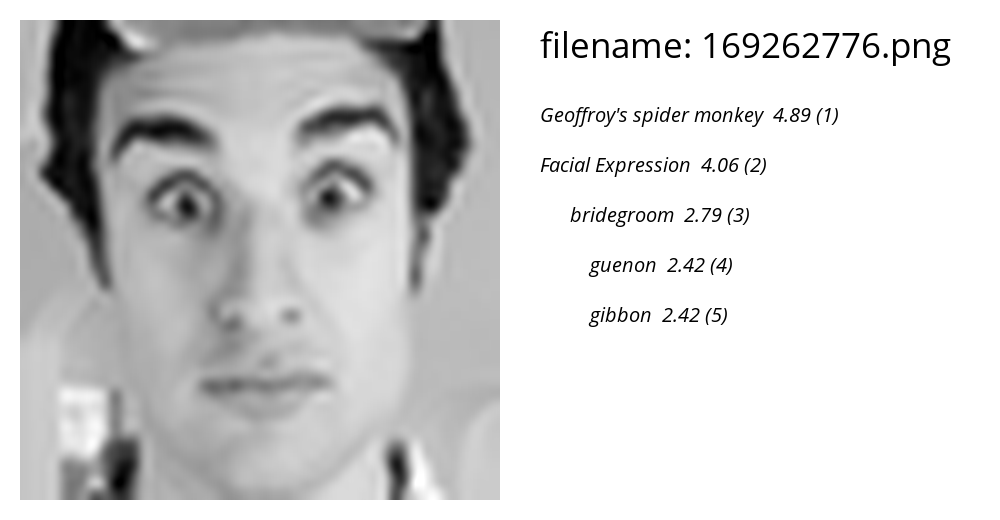 filename: 169262776.png
Geoffroy's spider monkey 4.89 (1)
Facial Expression 4.06 (2)
bridegroom 2.79 (3)
guenon 2.42 (4)
gibbon 2.42 (5)